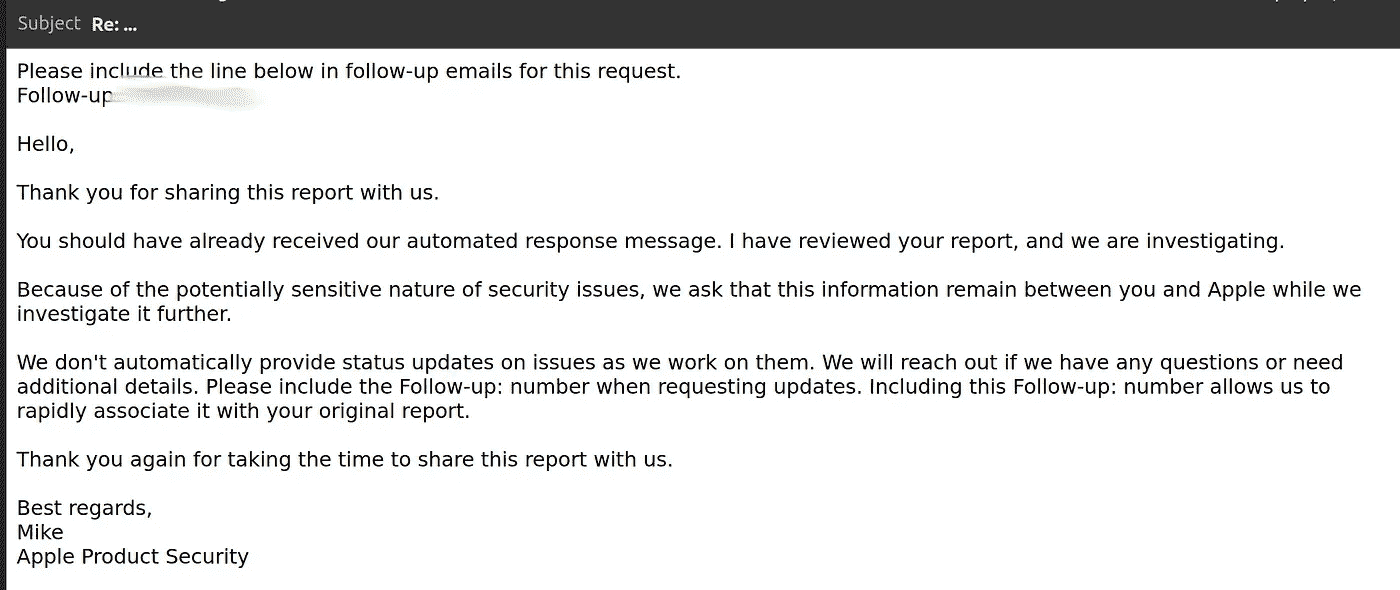 Subject Re: ...
Please include the line below in follow-up emails for this request.
Follow-up
Hello,
Thank you for sharing this report with us.
You should have already received our automated response message. I have reviewed your report, and we are investigating.
Because of the potentially sensitive nature of security issues, we ask that this information remain between you and Apple while we
investigate it further.
We don't automatically provide status updates on issues as we work on them. We will reach out if we have any questions or need
additional details. Please include the Follow-up: number when requesting updates. Including this Follow-up: number allows us to
rapidly associate it with your original report.
Thank you again for taking the time to share this report with us.
Best regards,
Mike
Apple Product Security